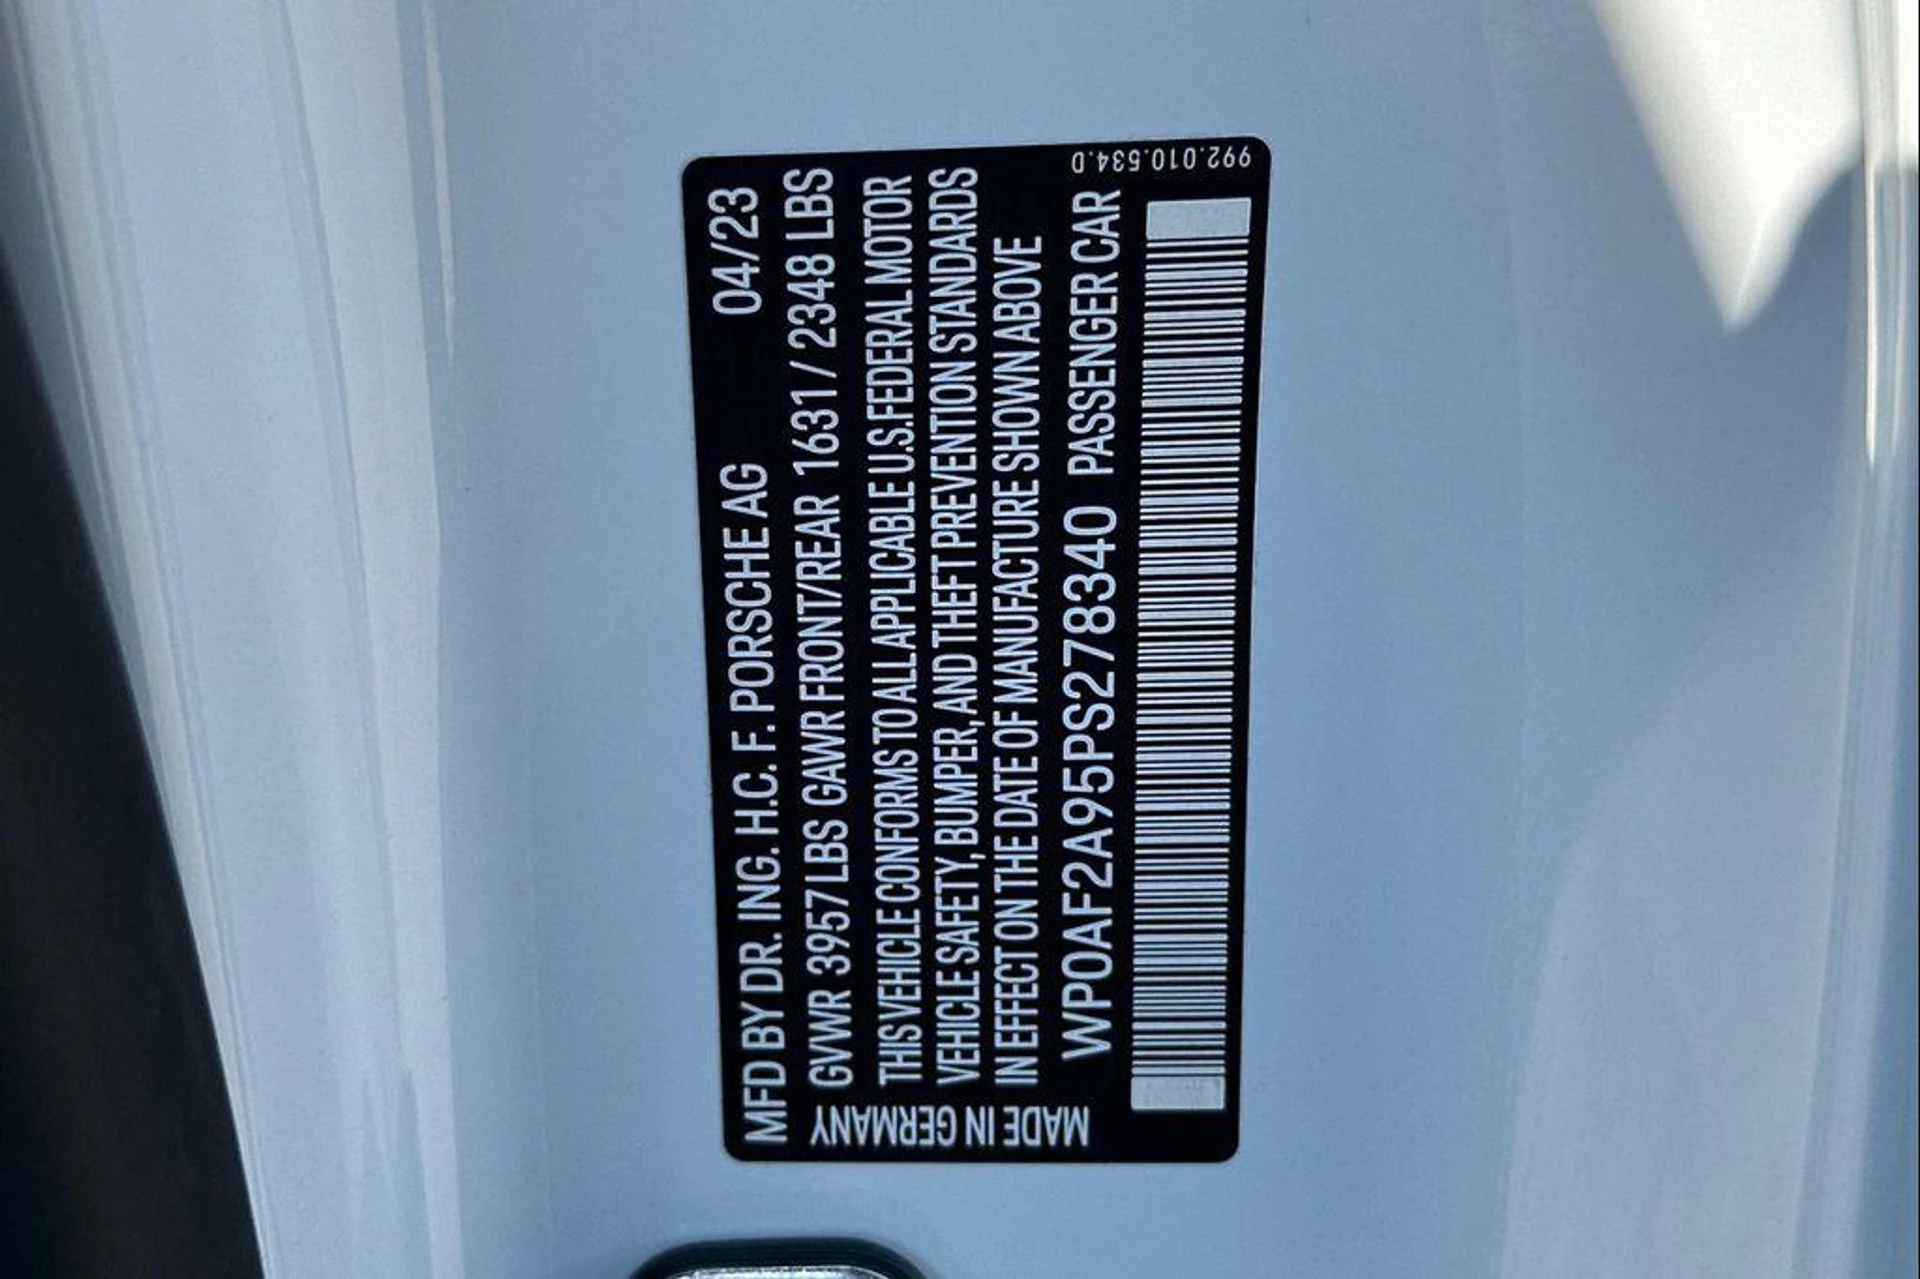 MFD BY DR. ING. H.C. F. PORSCHE AG 04/23
GVWR 3957 LBS GAWR FRONT/REAR 1631 / 2348 LBS
THIS VEHICLE CONFORMS TO ALL APPLICABLE U.S. FEDERAL MOTOR
VEHICLE SAFETY, BUMPER, AND THEFT PREVENTION STANDARDS
IN EFFECT ON THE DATE OF MANUFACTURE SHOWN ABOVE
WP0AF2A95PS278340 PASSENGER CAR
MADE IN GERMANY
992.010.534.D